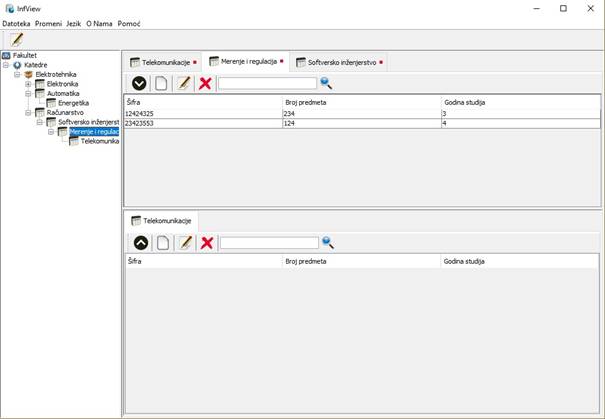 InfView
Datoteka Promeni Jezik O Nama Pomoć
Fakultet
Katedre
Elektrotehnika
Elektronika
Automatika
Energetika
Računarstvo
Softversko inženjerst
Merenje i regulac
Telekomunika
Telekomunikacije Merenje i regulacija Softversko inženjerstvo
Šifra Broj predmeta Godina studija
12424325 234 3
23423553 124 4
Telekomunikacije
Šifra Broj predmeta Godina studija